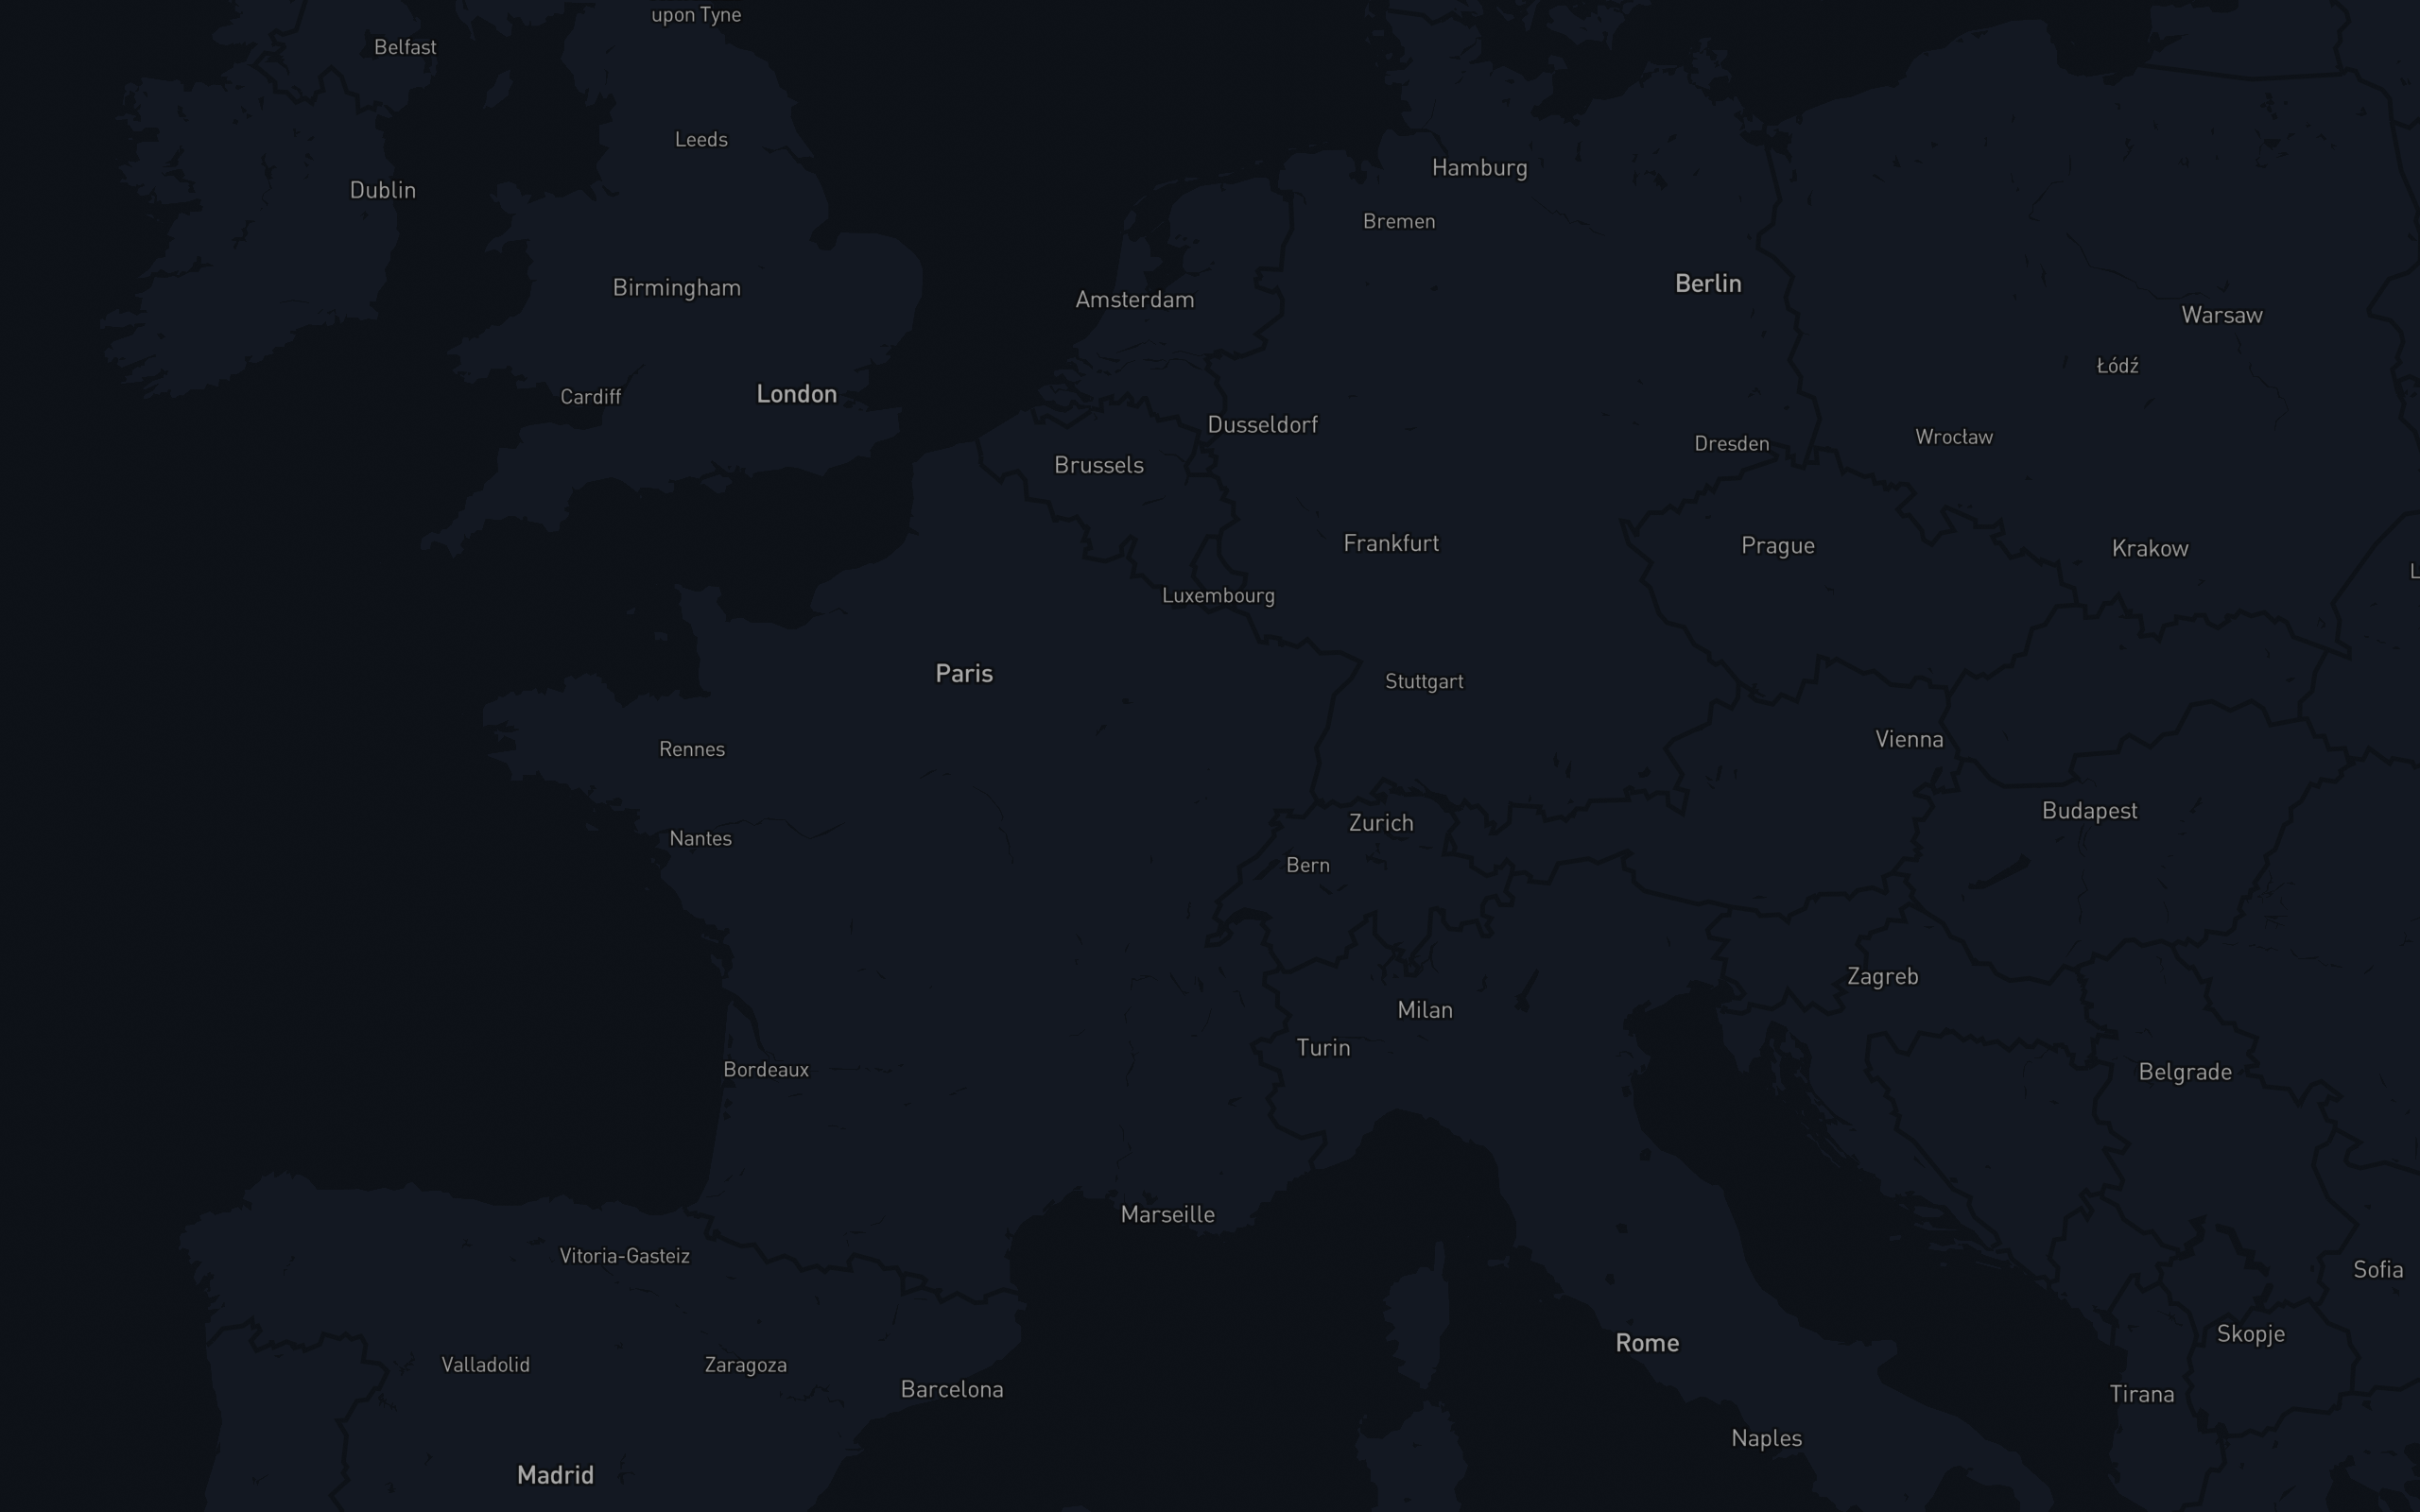 upon Tyne
Belfast
Leeds
Hamburg
Dublin
Bremen
Berlin
Birmingham
Amsterdam
Warsaw
Łódź
London
Cardiff
Dusseldorf
Wrocław
Dresden
Brussels
Frankfurt
Prague
Krakow
L
Luxembourg
Paris
Stuttgart
Vienna
Rennes
Budapest
Zurich
Nantes
Bern
Zagreb
Milan
Turin
Bordeaux
Belgrade
Marseille
Vitoria-Gasteiz
Sofia
Skopje
Rome
Valladolid
Zaragoza
Barcelona
Tirana
Naples
Madrid